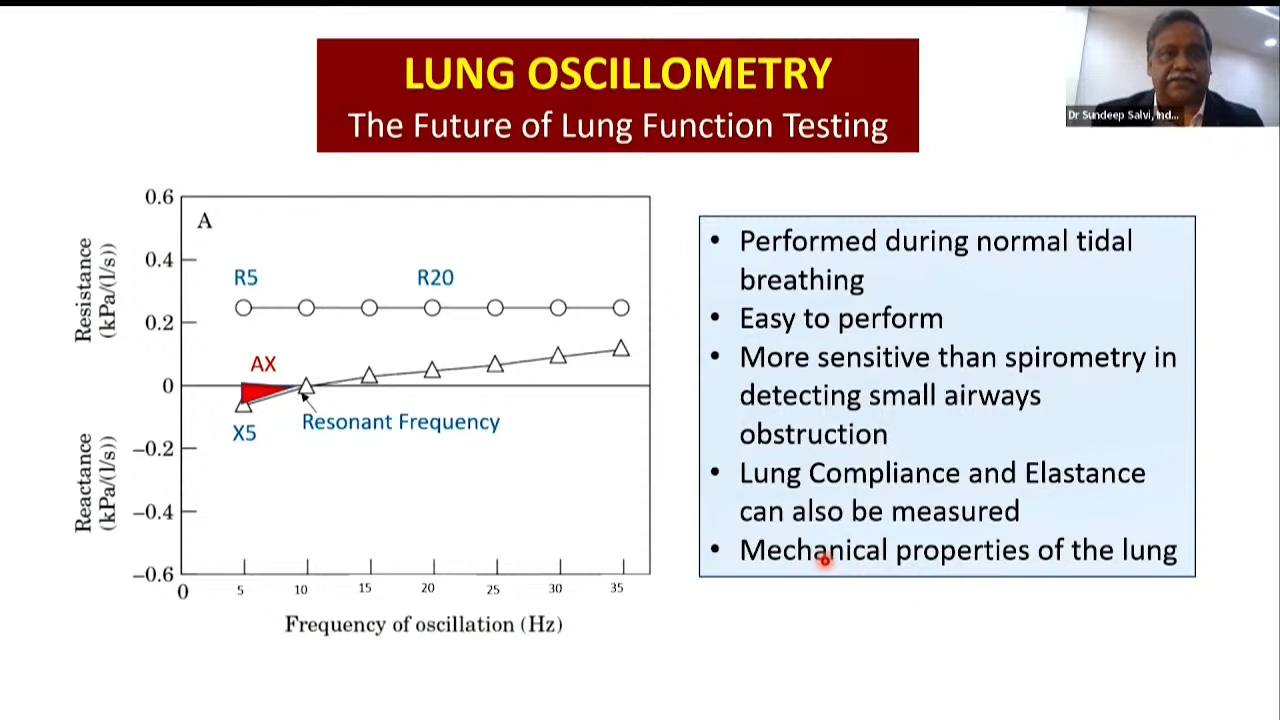 LUNG OSCILLOMETRY
The Future of Lung Function Testing
Dr Sundeep Salvi, Ind...
0.6
A
0.4
R5
R20
0.2
Resistance
(kPa/(l/s))
AX
0
Resonant Frequency
X5
−0.2
Reactance
(kPa/(l/s))
−0.4
−0.6
0 5 10 15 20 25 30 35
Frequency of oscillation (Hz)
• Performed during normal tidal
breathing
• Easy to perform
• More sensitive than spirometry in
detecting small airways
obstruction
• Lung Compliance and Elastance
can also be measured
• Mechanical properties of the lung